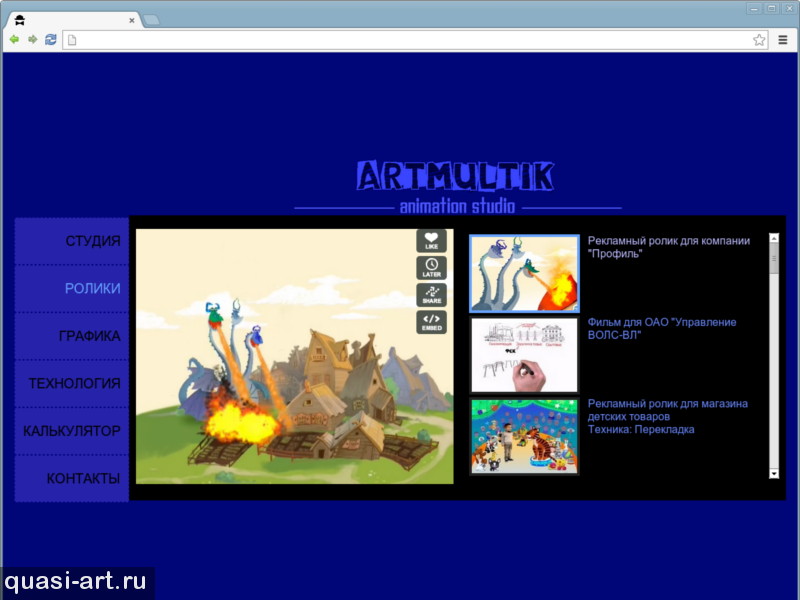 ARTMULTIK
animation studio
СТУДИЯ
РОЛИКИ
ГРАФИКА
ТЕХНОЛОГИЯ
КАЛЬКУЛЯТОР
КОНТАКТЫ
LIKE
LATER
SHARE
EMBED
Рекламный ролик для компании
"Профиль"
Фильм для ОАО "Управление
ВОЛС-ВЛ"
Рекламный ролик для магазина
детских товаров
Техника: Перекладка
quasi-art.ru